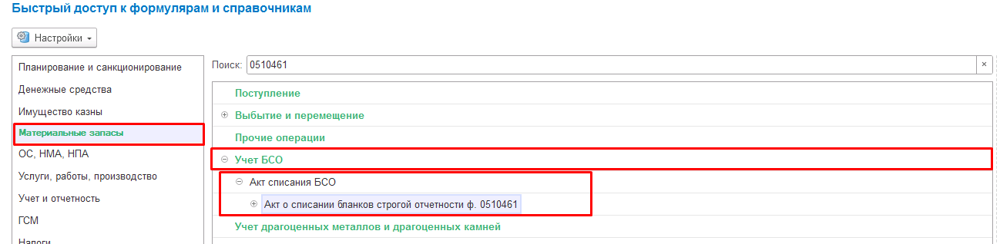 Быстрый доступ к формулярам и справочникам
Настройки
Планирование и санкционирование
Денежные средства
Имущество казны
Материальные запасы
ОС, НМА, НПА
Услуги, работы, производство
Учет и отчетность
ГСМ
Налоги
Поиск: 0510461 ×
Поступление
Выбытие и перемещение
Прочие операции
Учет БСО
Акт списания БСО
Акт о списании бланков строгой отчетности ф. 0510461
Учет драгоценных металлов и драгоценных камней